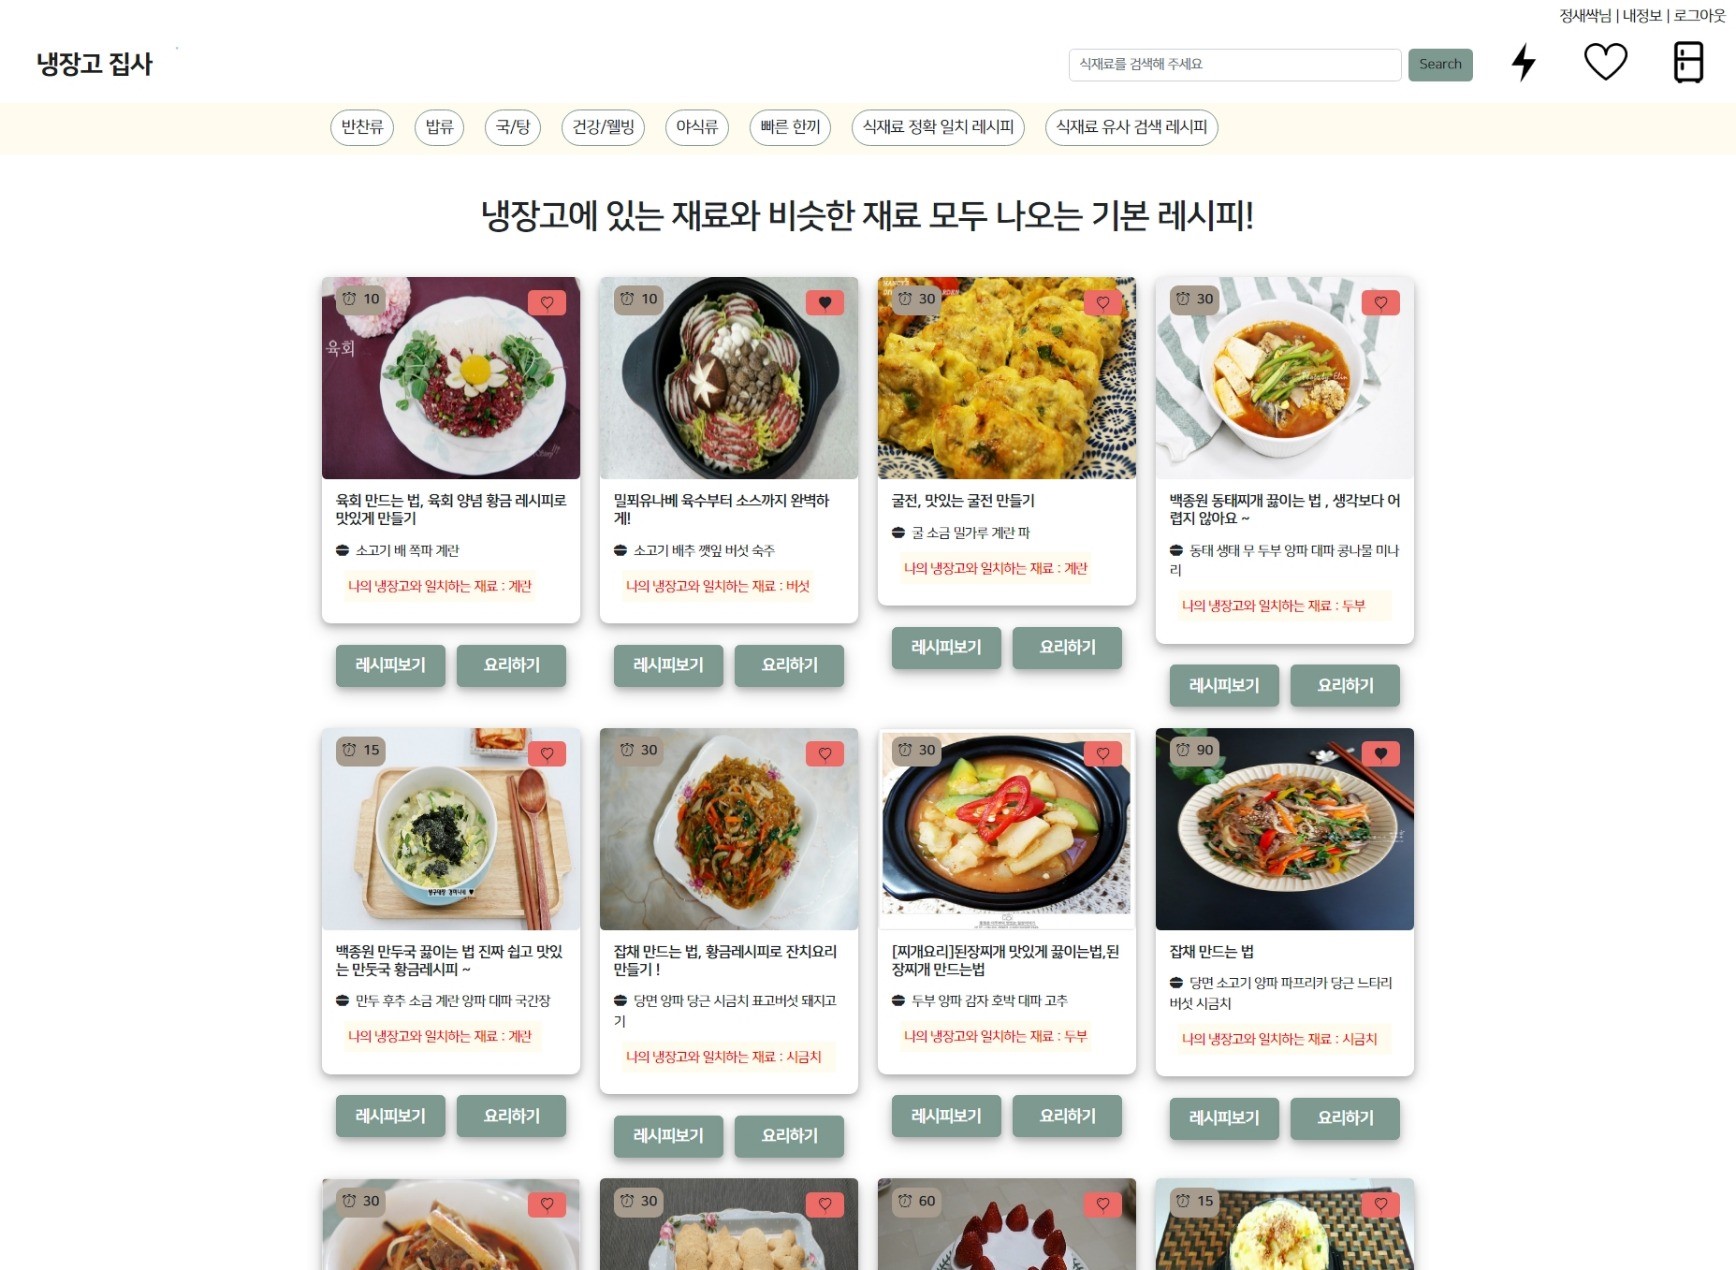 정새싹님 | 내정보 | 로그아웃
냉장고 집사
식재료를 검색해 주세요
Search
반찬류
밥류
국/탕
건강/웰빙
야식류
빠른 한끼
식재료 정확 일치 레시피
식재료 유사 검색 레시피
냉장고에 있는 재료와 비슷한 재료 모두 나오는 기본 레시피!
10
육회
육회 만드는 법, 육회 양념 황금 레시피로
맛있게 만들기
소고기 배 쪽파 계란
나의 냉장고와 일치하는 재료 : 계란
레시피보기
요리하기
10
밀푀유나베 육수부터 소스까지 완벽하
게!
소고기 배추 깻잎 버섯 숙주
나의 냉장고와 일치하는 재료 : 버섯
레시피보기
요리하기
30
굴전, 맛있는 굴전 만들기
굴 소금 밀가루 계란 파
나의 냉장고와 일치하는 재료 : 계란
레시피보기
요리하기
30
백종원 동태찌개 끓이는 법 , 생각보다 어
렵지 않아요 ~
동태 생태 무 두부 양파 대파 콩나물 미나
리
나의 냉장고와 일치하는 재료 : 두부
레시피보기
요리하기
15
백종원 만두국 끓이는 법 진짜 쉽고 맛있
는 만둣국 황금레시피 ~
만두 후추 소금 계란 양파 대파 국간장
나의 냉장고와 일치하는 재료 : 계란
레시피보기
요리하기
30
잡채 만드는 법, 황금레시피로 잔치요리
만들기 !
당면 양파 당근 시금치 표고버섯 돼지고
기
나의 냉장고와 일치하는 재료 : 시금치
레시피보기
요리하기
30
[찌개요리]된장찌개 맛있게 끓이는법,된
장찌개 만드는법
두부 양파 감자 호박 대파 고추
나의 냉장고와 일치하는 재료 : 두부
레시피보기
요리하기
90
잡채 만드는 법
당면 소고기 양파 파프리카 당근 느타리
버섯 시금치
나의 냉장고와 일치하는 재료 : 시금치
레시피보기
요리하기
30
30
60
15